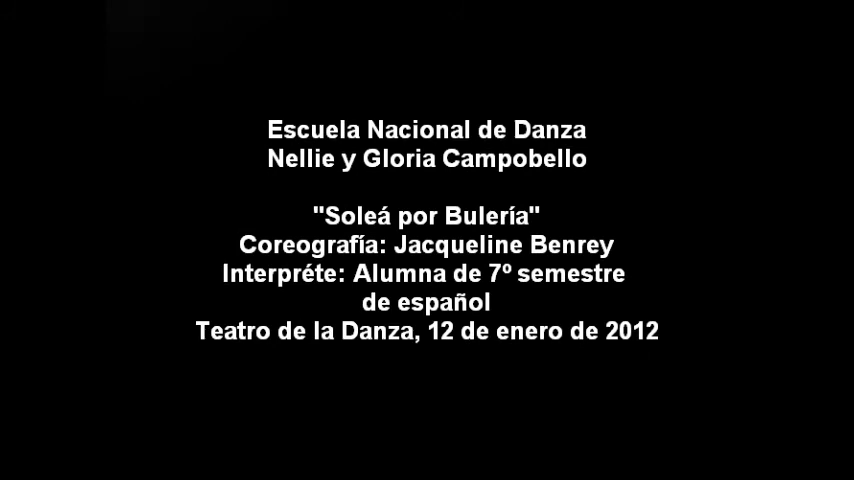 Escuela Nacional de Danza
Nellie y Gloria Campobello
"Soleá por Bulería"
Coreografía: Jacqueline Benrey
Interpréte: Alumna de 7º semestre
de español
Teatro de la Danza, 12 de enero de 2012